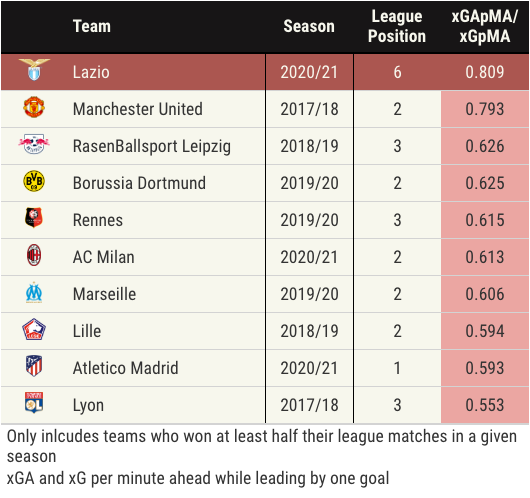 Team Season League Position xGApMA/ xGpMA
Lazio 2020/21 6 0.809
Manchester United 2017/18 2 0.793
RasenBallsport Leipzig 2018/19 3 0.626
Borussia Dortmund 2019/20 2 0.625
Rennes 2019/20 3 0.615
AC Milan 2020/21 2 0.613
Marseille 2019/20 2 0.606
Lille 2018/19 2 0.594
Atletico Madrid 2020/21 1 0.593
Lyon 2017/18 3 0.553
Only inlcudes teams who won at least half their league matches in a given
season
xGA and xG per minute ahead while leading by one goal